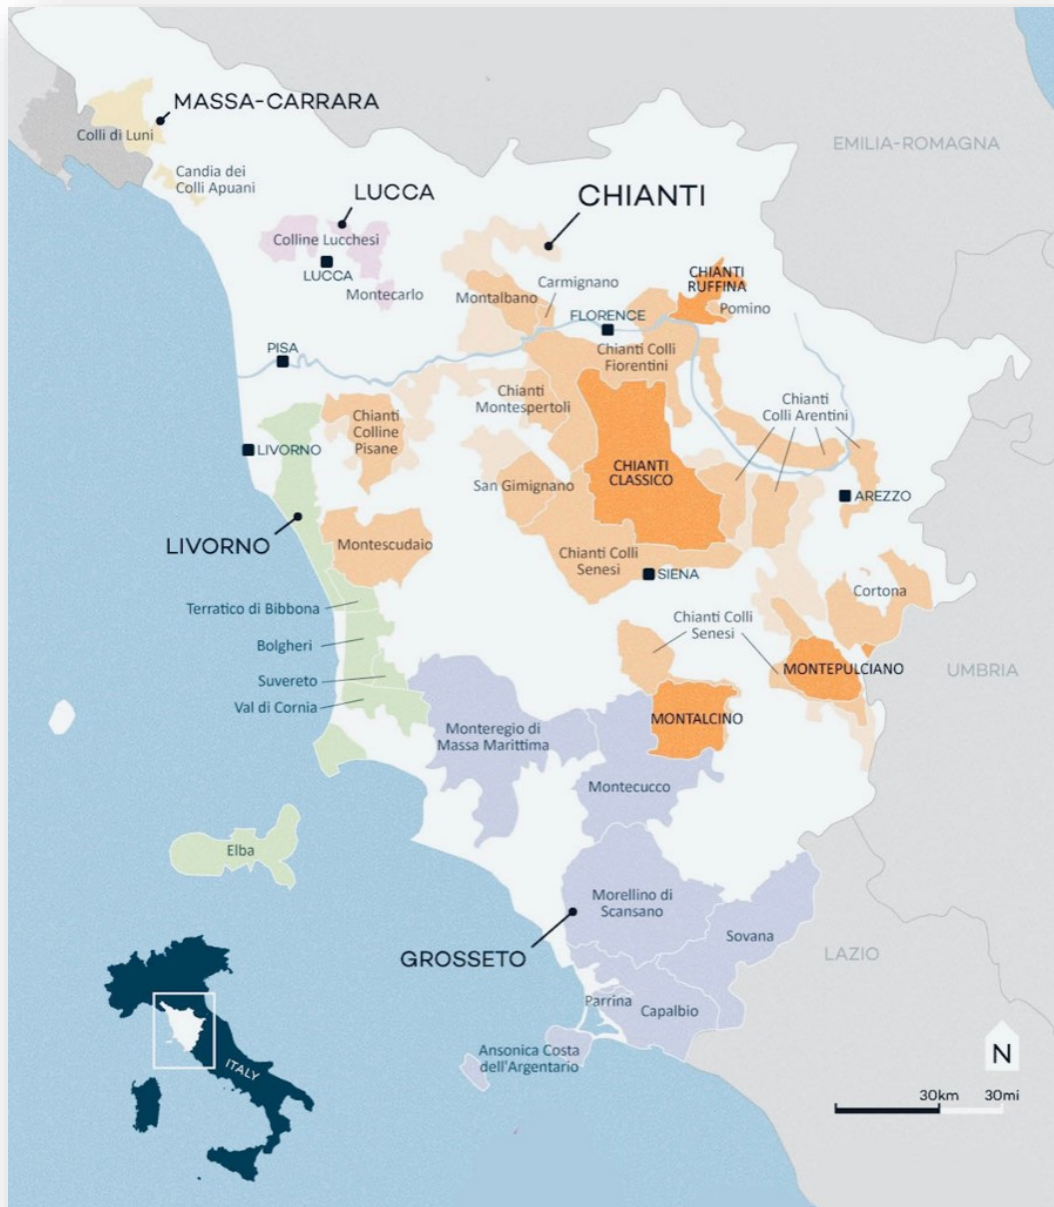 MASSA-CARRARA
Colli di Luni
EMILIA-ROMAGNA
Candia dei
Colli Apuani
LUCCA
CHIANTI
Colline Lucchesi
LUCCA
Montecarlo
CHIANTI
RUFFINA
Carmignano
Montalbano
Pomino
FLORENCE
PISA
Chianti Colli
Fiorentini
Chianti
Montespertoli
Chianti
Colli Arentini
Chianti
Colline
Pisane
LIVORNO
CHIANTI
CLASSICO
San Gimignano
AREZZO
LIVORNO
Montescudaio
Chianti Colli
Senesi
SIENA
Cortona
Terratico di Bibbona
Chianti Colli
Senesi
Bolgheri
MONTEPULCIANO
UMBRIA
Suvereto
Val di Cornia
MONTALCINO
Monteregio di
Massa Marittima
Montecucco
Elba
Morellino di
Scansano
Sovana
GROSSETO
LAZIO
Parrina
Capalbio
Ansonica Costa
dell'Argentario
ITALY
N
30km 30mi